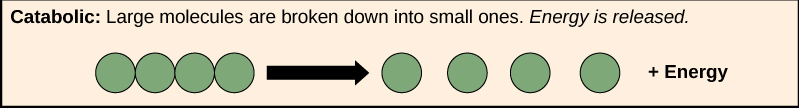 Catabolic: Large molecules are broken down into small ones. Energy is released.
+ Energy